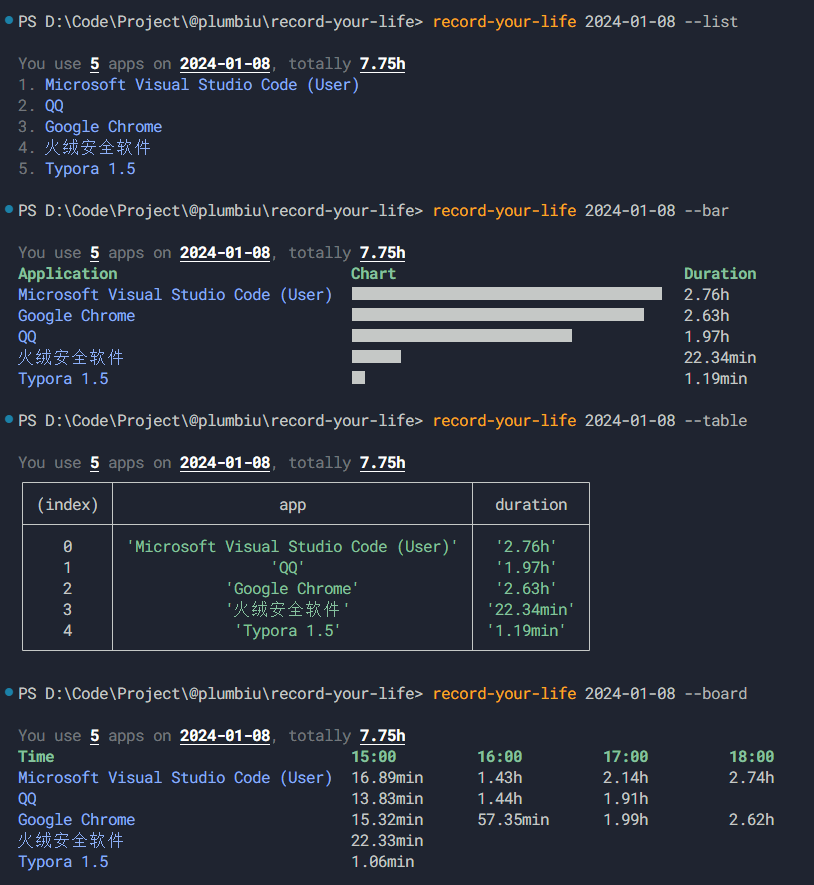 PS D:\Code\Project\@plumbiu\record-your-life> record-your-life 2024-01-08 --list
You use 5 apps on 2024-01-08, totally 7.75h
1. Microsoft Visual Studio Code (User)
2. QQ
3. Google Chrome
4. 火绒安全软件
5. Typora 1.5
PS D:\Code\Project\@plumbiu\record-your-life> record-your-life 2024-01-08 --bar
You use 5 apps on 2024-01-08, totally 7.75h
Application Chart Duration
Microsoft Visual Studio Code (User) 2.76h
Google Chrome 2.63h
QQ 1.97h
火绒安全软件 22.34min
Typora 1.5 1.19min
PS D:\Code\Project\@plumbiu\record-your-life> record-your-life 2024-01-08 --table
You use 5 apps on 2024-01-08, totally 7.75h
(index) app duration
0 'Microsoft Visual Studio Code (User)' '2.76h'
1 'QQ' '1.97h'
2 'Google Chrome' '2.63h'
3 '火绒安全软件' '22.34min'
4 'Typora 1.5' '1.19min'
PS D:\Code\Project\@plumbiu\record-your-life> record-your-life 2024-01-08 --board
You use 5 apps on 2024-01-08, totally 7.75h
Time 15:00 16:00 17:00 18:00
Microsoft Visual Studio Code (User) 16.89min 1.43h 2.14h 2.74h
QQ 13.83min 1.44h 1.91h
Google Chrome 15.32min 57.35min 1.99h 2.62h
火绒安全软件 22.33min
Typora 1.5 1.06min